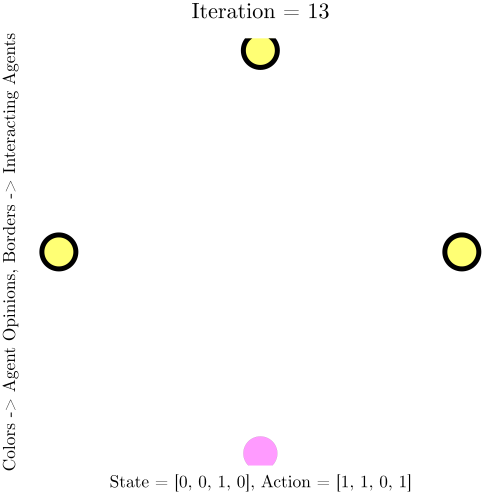 Iteration = 13
Colors -> Agent Opinions, Borders -> Interacting Agents
State = [0, 0, 1, 0], Action = [1, 1, 0, 1]